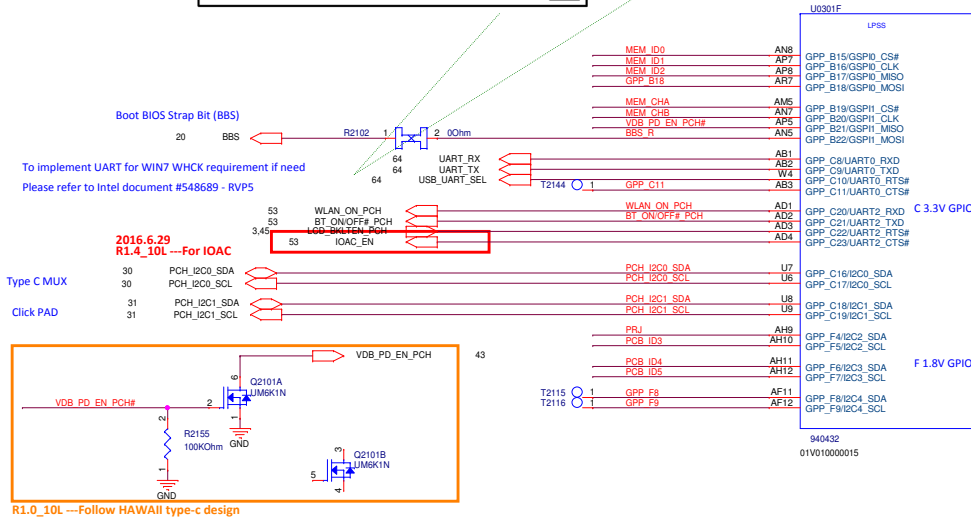 U0301F
LPSS
MEM_ID0 AN8 GPP_B15/GSPI0_CS#
MEM_ID1 AP7 GPP_B16/GSPI0_CLK
MEM_ID2 AP8 GPP_B17/GSPI0_MISO
GPP_B18 AR7 GPP_B18/GSPI0_MOSI
MEM_CHA AM5 GPP_B19/GSPI1_CS#
MEM_CHB AN7 GPP_B20/GSPI1_CLK
VDB_PD_EN_PCH# AP5 GPP_B21/GSPI1_MISO
Boot BIOS Strap Bit (BBS)
20 BBS R2102 1 2 0Ohm BBS_R AN5 GPP_B22/GSPI1_MOSI
64 UART_RX AB1 GPP_C8/UART0_RXD
64 UART_TX AB2 GPP_C9/UART0_TXD
64 USB_UART_SEL W4 GPP_C10/UART0_RTS#
T2144 1 GPP_C11 AB3 GPP_C11/UART0_CTS#
To implement UART for WIN7 WHCK requirement if need
Please refer to Intel document #548689 - RVP5
53 WLAN_ON_PCH WLAN_ON_PCH AD1 GPP_C20/UART2_RXD
C 3.3V GPIO
53 BT_ON/OFF#_PCH BT_ON/OFF#_PCH AD2 GPP_C21/UART2_TXD
3,45 LCD_BKLTEN_PCH AD3 GPP_C22/UART2_RTS#
53 IOAC_EN AD4 GPP_C23/UART2_CTS#
2016.6.29
R1.4_10L ---For IOAC
Type C MUX
30 PCH_I2C0_SDA PCH_I2C0_SDA U7 GPP_C16/I2C0_SDA
30 PCH_I2C0_SCL PCH_I2C0_SCL U6 GPP_C17/I2C0_SCL
Click PAD
31 PCH_I2C1_SDA PCH_I2C1_SDA U8 GPP_C18/I2C1_SDA
31 PCH_I2C1_SCL PCH_I2C1_SCL U9 GPP_C19/I2C1_SCL
PRJ AH9 GPP_F4/I2C2_SDA
PCB_ID3 AH10 GPP_F5/I2C2_SCL
PCB_ID4 AH11 GPP_F6/I2C3_SDA
F 1.8V GPIO
PCB_ID5 AH12 GPP_F7/I2C3_SCL
T2115 1 GPP_F8 AF11 GPP_F8/I2C4_SDA
T2116 1 GPP_F9 AF12 GPP_F9/I2C4_SCL
940432
01V010000015
VDB_PD_EN_PCH 43
6
Q2101A
UM6K1N
VDB_PD_EN_PCH# 2
1
GND
2
R2155
100KOhm
1
GND
3
Q2101B
UM6K1N
5
4
R1.0_10L ---Follow HAWAII type-c design